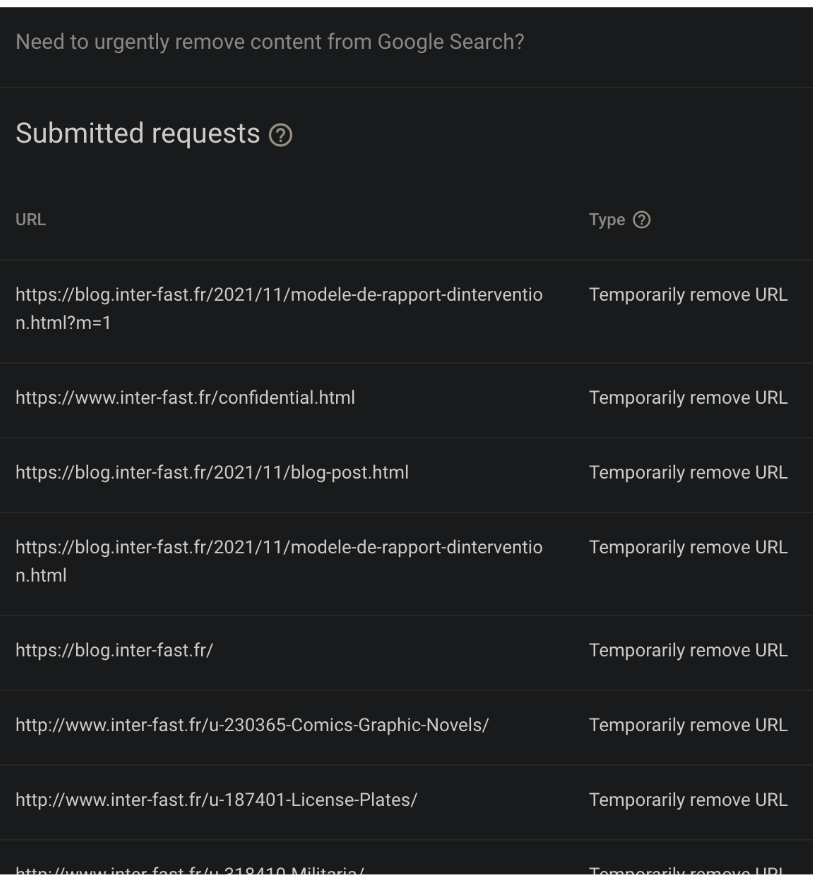 Need to urgently remove content from Google Search?
Submitted requests ?
URL Type ?
https://blog.inter-fast.fr/2021/11/modele-de-rapport-dinterventio Temporarily remove URL
n.html?m=1
https://www.inter-fast.fr/confidential.html Temporarily remove URL
https://blog.inter-fast.fr/2021/11/blog-post.html Temporarily remove URL
https://blog.inter-fast.fr/2021/11/modele-de-rapport-dinterventio Temporarily remove URL
n.html
https://blog.inter-fast.fr/ Temporarily remove URL
http://www.inter-fast.fr/u-230365-Comics-Graphic-Novels/ Temporarily remove URL
http://www.inter-fast.fr/u-187401-License-Plates/ Temporarily remove URL
http://www.inter-fast.fr/u-318410-Militaria/ Temporarily remove URL